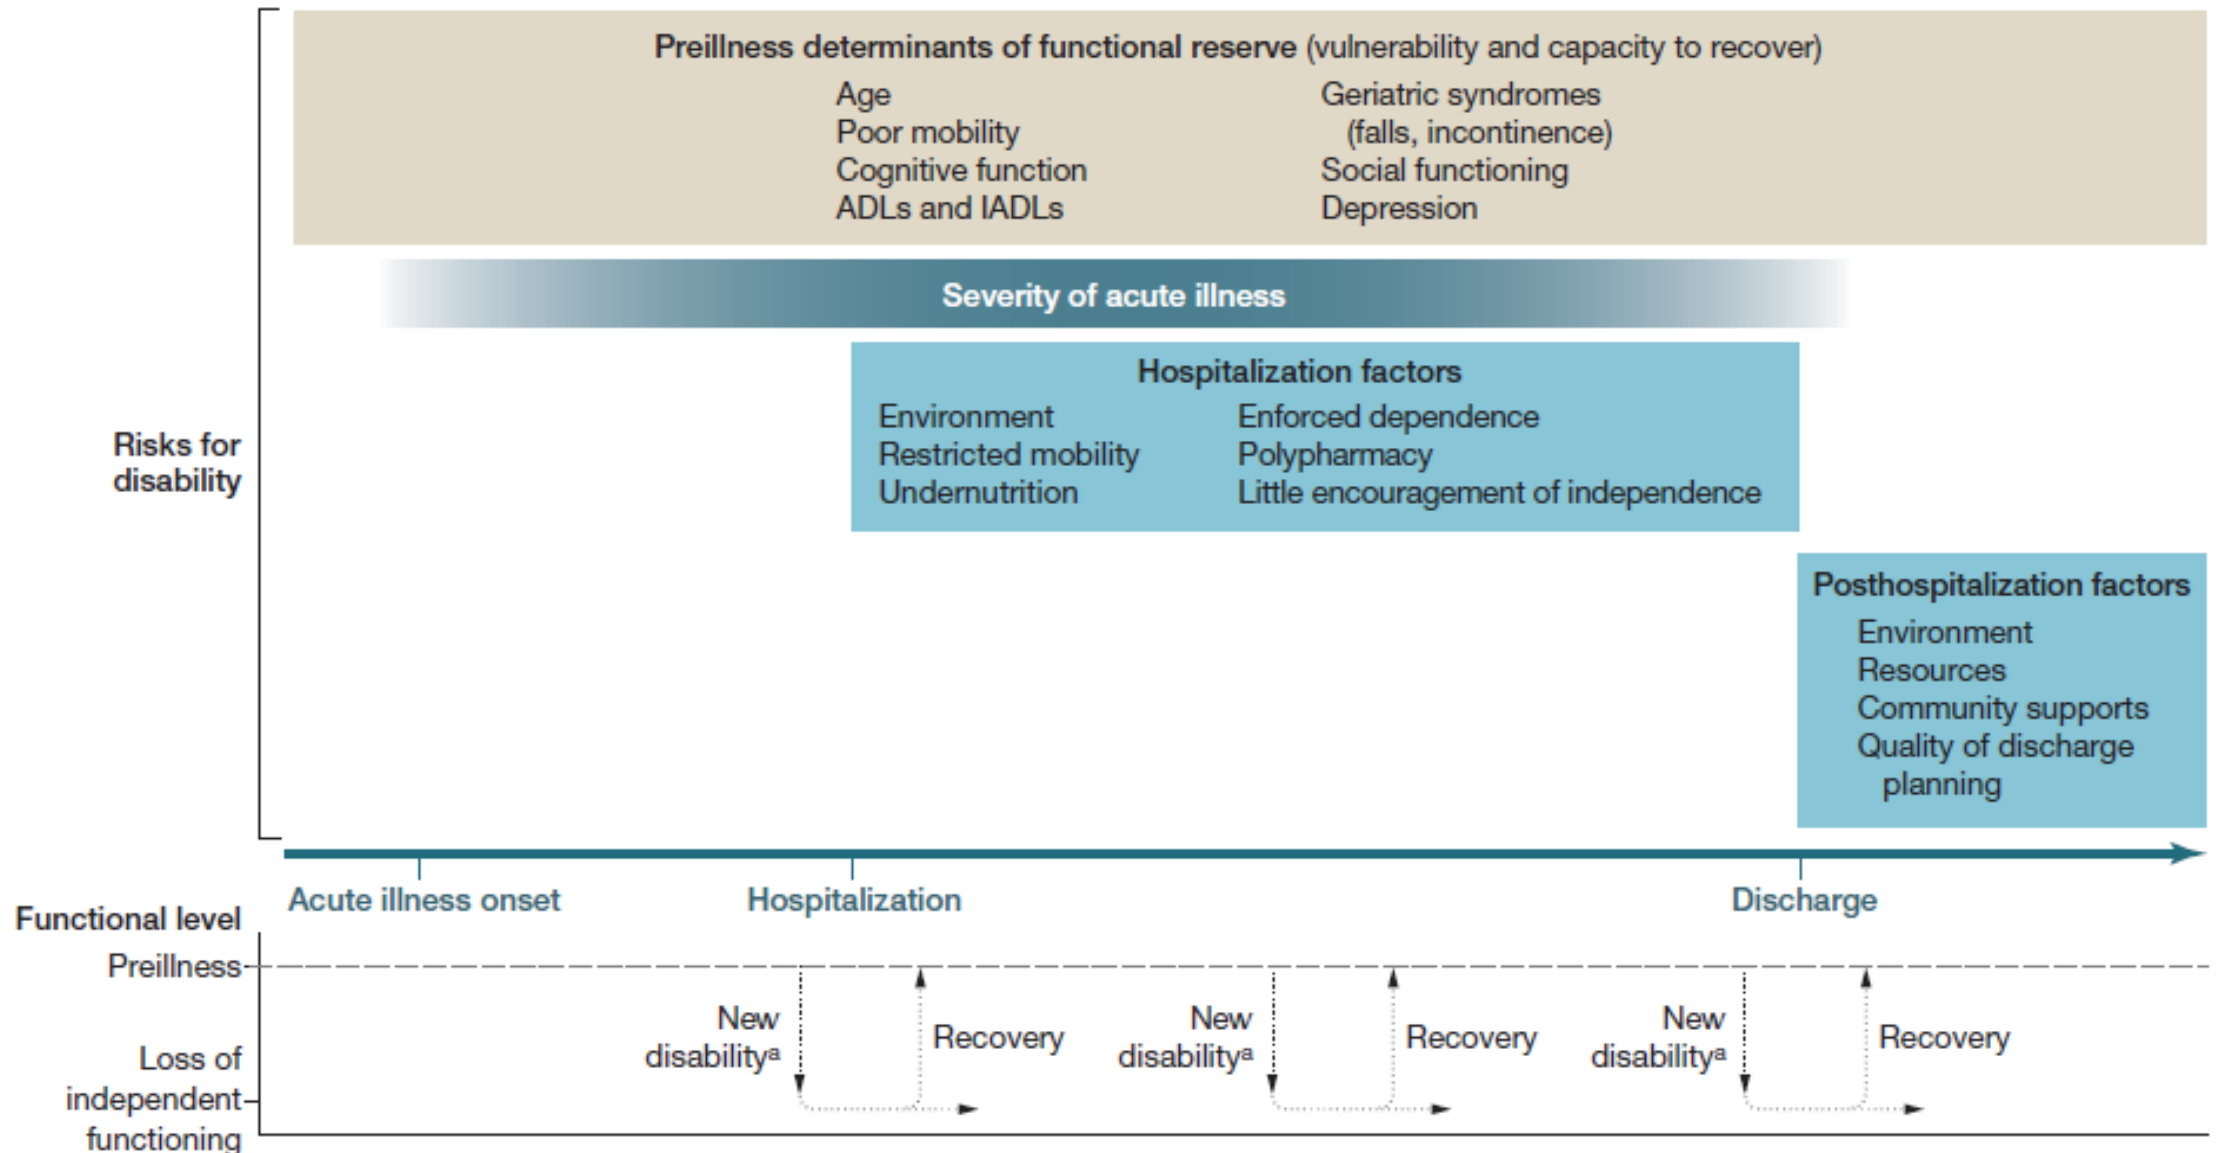 Preillness determinants of functional reserve (vulnerability and capacity to recover)
Age
Poor mobility
Cognitive function
ADLs and IADLs
Geriatric syndromes
(falls, incontinence)
Social functioning
Depression
Severity of acute illness
Hospitalization factors
Environment
Restricted mobility
Undernutrition
Enforced dependence
Polypharmacy
Little encouragement of independence
Risks for
disability
Posthospitalization factors
Environment
Resources
Community supports
Quality of discharge
planning
Acute illness onset
Hospitalization
Discharge
Functional level
Preillness
Loss of
independent
functioning
New
disabilityᵃ
Recovery
New
disabilityᵃ
Recovery
New
disabilityᵃ
Recovery